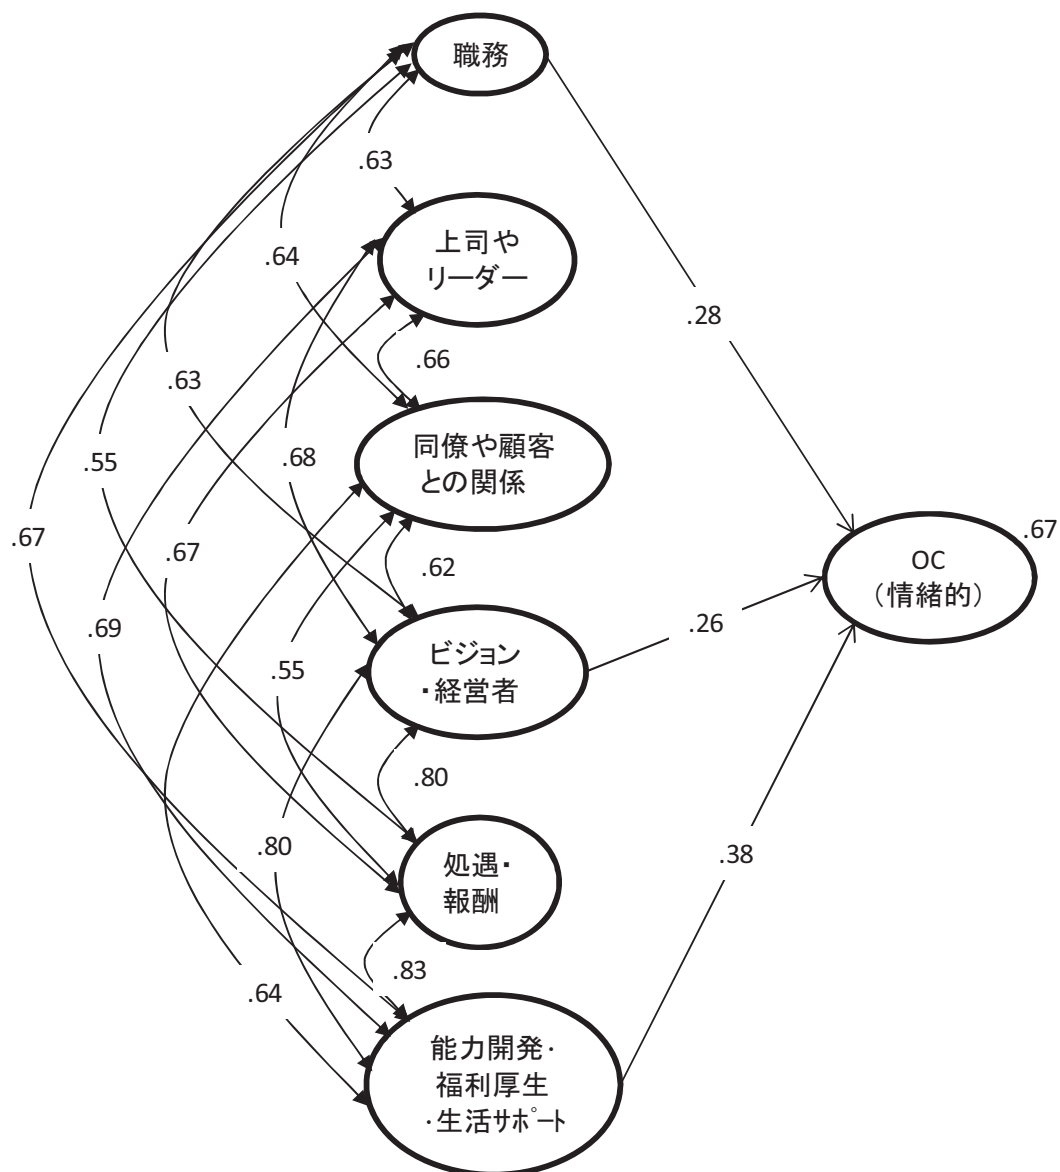 職務
.63
上司や
リーダー
.64
.28
.66
.63
同僚や顧客
との関係
.68
.55
.67
.67
.62
OC
(情緒的)
.67
.69
.26
ビジョン
・経営者
.55
.80
.80
.38
処遇・
報酬
.83
.64
能力開発・
福利厚生
・生活サポート